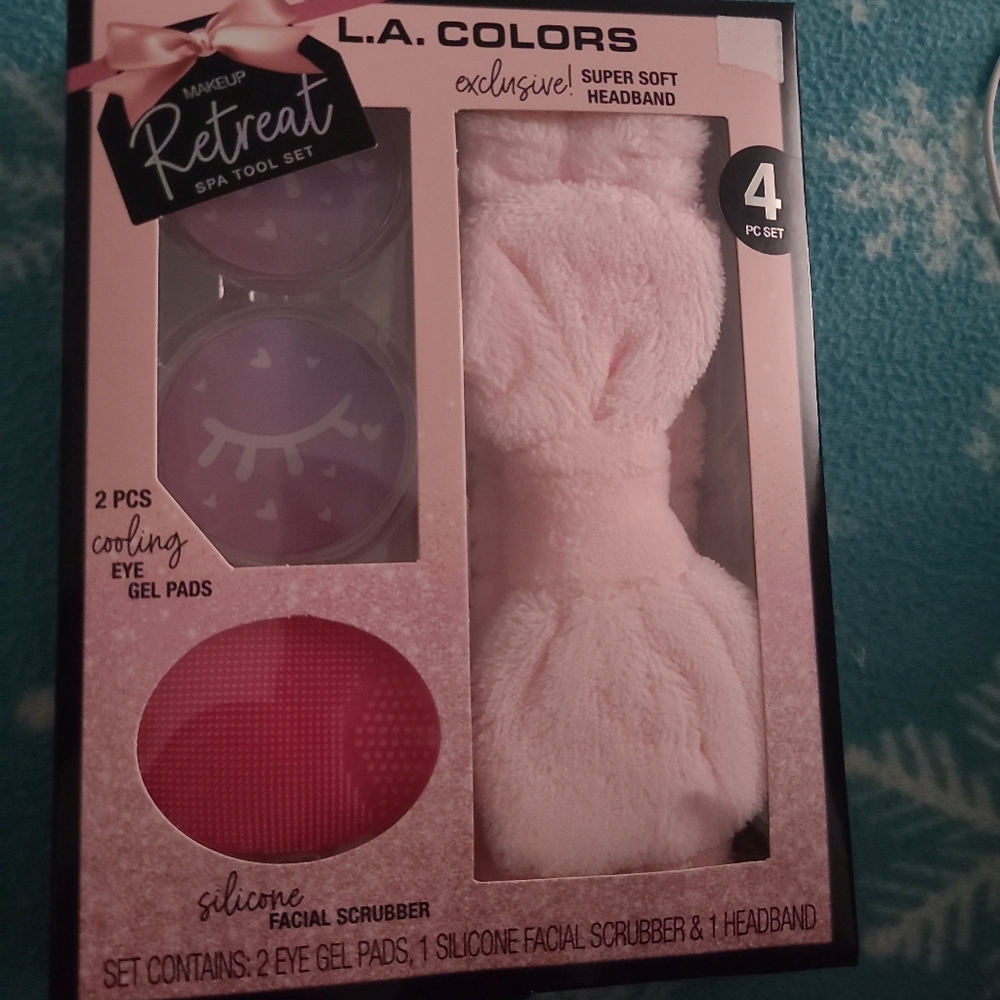 L.A. COLORS
MAKEUP
Retreat
SPA TOOL SET
exclusive! SUPER SOFT
HEADBAND
4
PC SET
2 PCS
cooling
EYE
GEL PADS
silicone
FACIAL SCRUBBER
SET CONTAINS: 2 EYE GEL PADS, 1 SILICONE FACIAL SCRUBBER & 1 HEADBAND